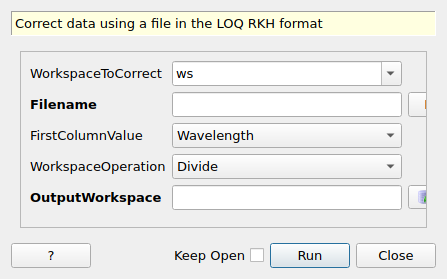 Correct data using a file in the LOQ RKH format
WorkspaceToCorrect ws
Filename
FirstColumnValue Wavelength
WorkspaceOperation Divide
OutputWorkspace
? Keep Open Run Close